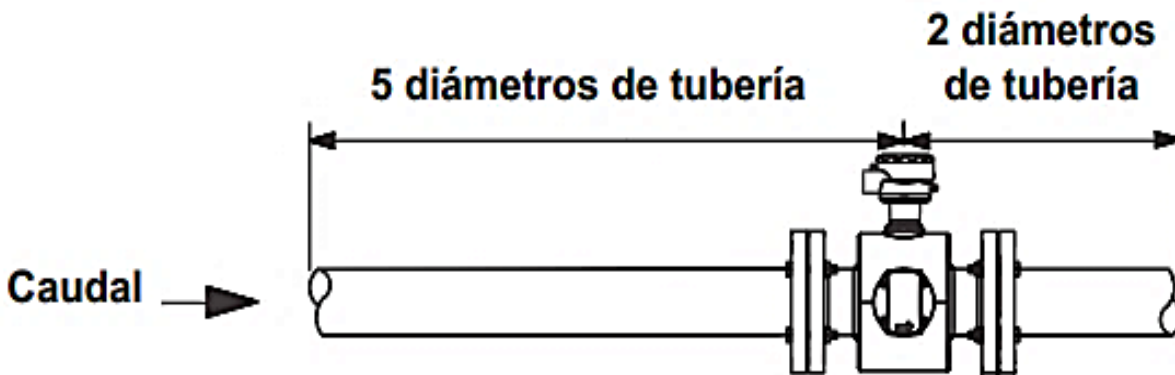 2 diámetros
de tubería
5 diámetros de tubería
Caudal